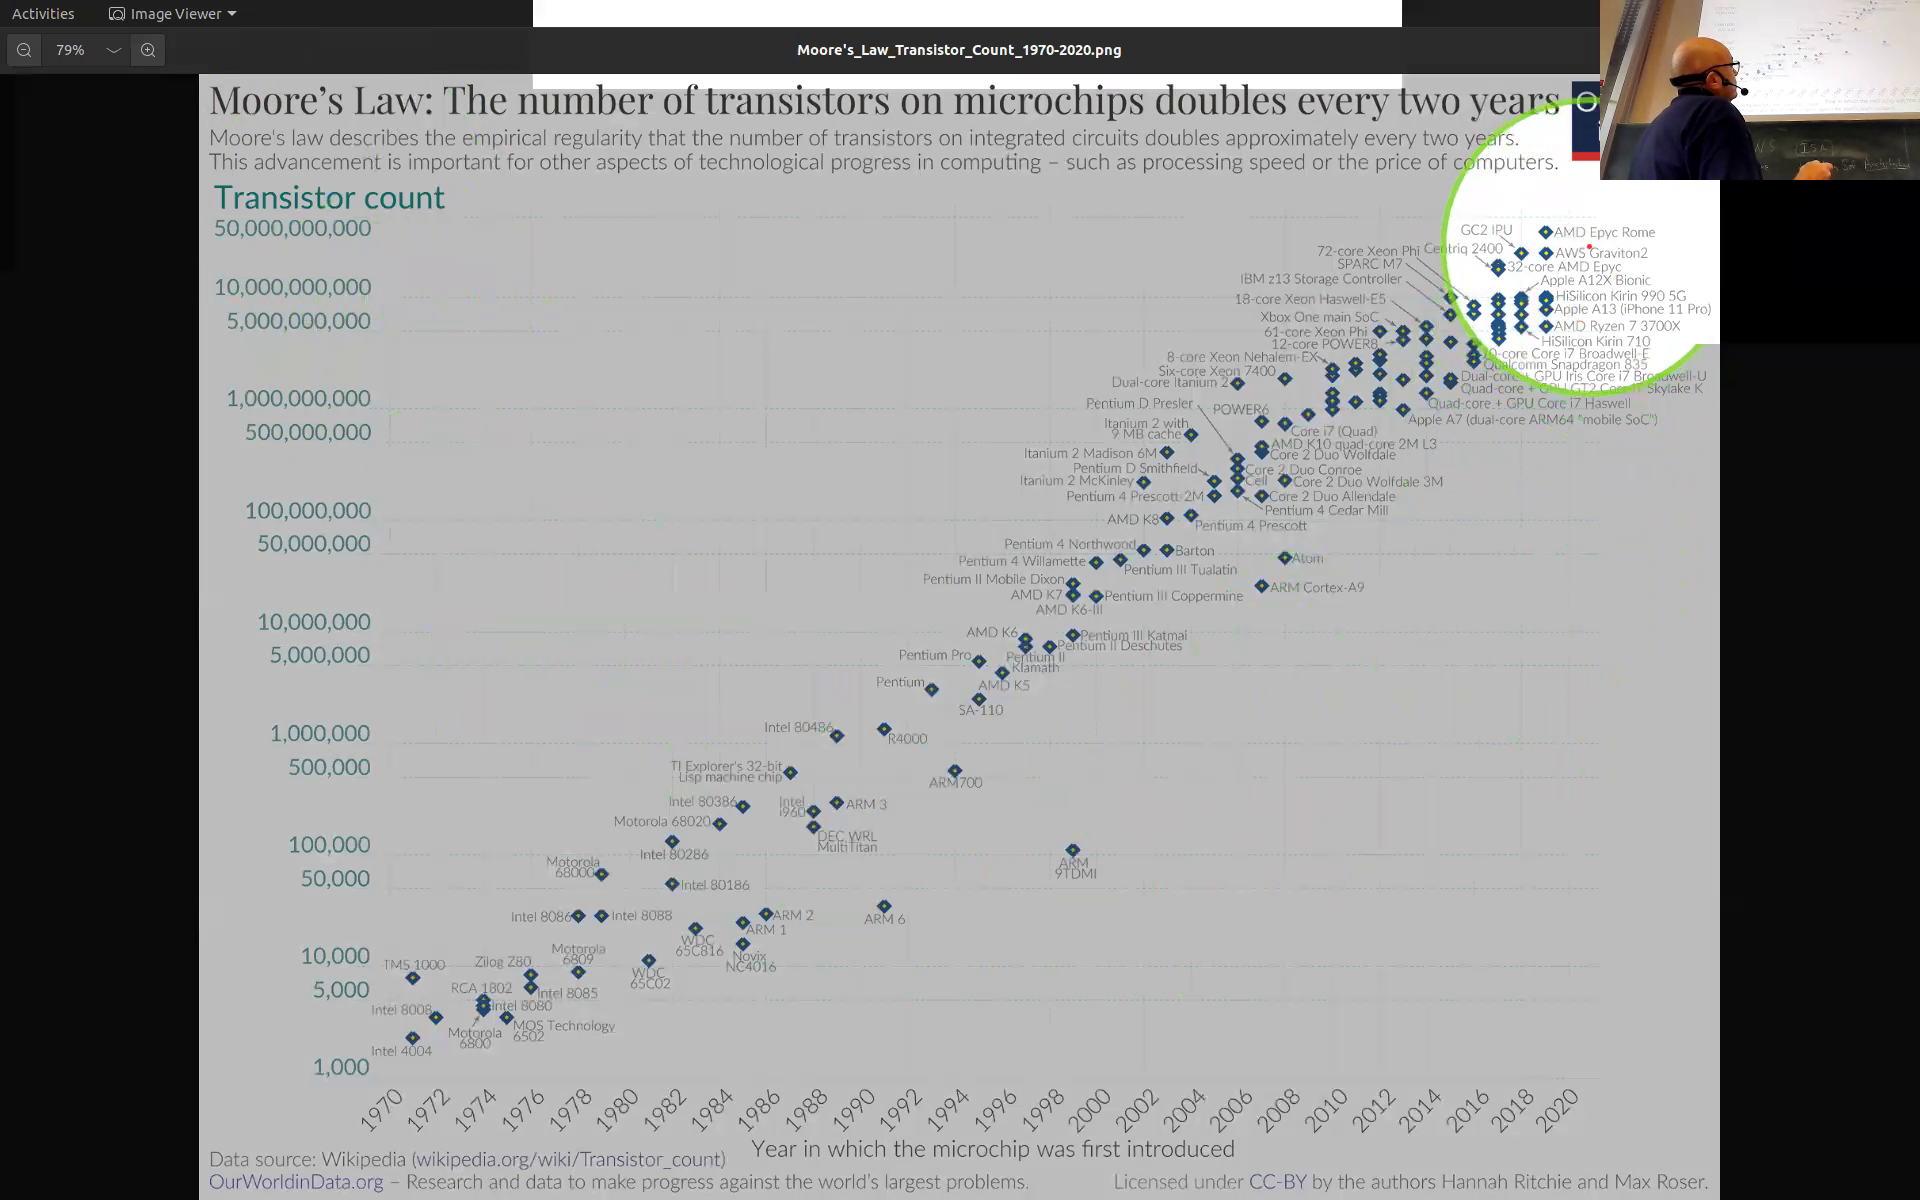 Activities
Image Viewer
79%
Moore's_Law_Transistor_Count_1970-2020.png
Moore's Law: The number of transistors on microchips doubles every two years
Moore's law describes the empirical regularity that the number of transistors on integrated circuits doubles approximately every two years.
This advancement is important for other aspects of technological progress in computing – such as processing speed or the price of computers.
Transistor count
50,000,000,000
10,000,000,000
5,000,000,000
1,000,000,000
500,000,000
100,000,000
50,000,000
10,000,000
5,000,000
1,000,000
500,000
100,000
50,000
10,000
5,000
1,000
GC2 IPU
AMD Epyc Rome
72-core Xeon Phi
Centriq 2400
AWS Graviton2
SPARC M7
32-core AMD Epyc
IBM z13 Storage Controller
Apple A12X Bionic
18-core Xeon Haswell-E5
HiSilicon Kirin 990 5G
Xbox One main SoC
Apple A13 (iPhone 11 Pro)
61-core Xeon Phi
AMD Ryzen 7 3700X
12-core POWER8
HiSilicon Kirin 710
8-core Xeon Nehalem-EX
10-core Core i7 Broadwell-E
Six-core Xeon 7400
Qualcomm Snapdragon 835
Dual-core Itanium 2
Dual-core + GPU Iris Core i7 Broadwell-U
Quad-core + GPU GT2 Core i7 Skylake K
Pentium D Presler
POWER6
Quad-core + GPU Core i7 Haswell
Itanium 2 with
9 MB cache
Apple A7 (dual-core ARM64 "mobile SoC")
Core i7 (Quad)
AMD K10 quad-core 2M L3
Itanium 2 Madison 6M
Core 2 Duo Wolfdale
Pentium D Smithfield
Core 2 Duo Conroe
Itanium 2 McKinley
Cell
Core 2 Duo Wolfdale 3M
Pentium 4 Prescott 2M
Core 2 Duo Allendale
Pentium 4 Cedar Mill
AMD K8
Pentium 4 Prescott
Pentium 4 Northwood
Barton
Pentium 4 Willamette
Atom
Pentium III Tualatin
Pentium II Mobile Dixon
ARM Cortex-A9
AMD K7
Pentium III Coppermine
AMD K6-III
AMD K6
Pentium III Katmai
Pentium II Deschutes
Pentium Pro
Pentium II
Klamath
Pentium
AMD K5
SA-110
Intel 80486
R4000
TI Explorer's 32-bit
Lisp machine chip
ARM700
Intel 80386
Intel
i960
ARM 3
Motorola 68020
DEC WRL
MultiTitan
Intel 80286
Motorola
68000
ARM
9TDMI
Intel 80186
Intel 8086
Intel 8088
ARM 2
ARM 6
ARM 1
WDC
65C816
Motorola
6809
Novix
NC4016
TMS 1000
Zilog Z80
WDC
65C02
RCA 1802
Intel 8085
Intel 8008
Intel 8080
Motorola
6800
MOS Technology
6502
Intel 4004
1970 1972 1974 1976 1978 1980 1982 1984 1986 1988 1990 1992 1994 1996 1998 2000 2002 2004 2006 2008 2010 2012 2014 2016 2018 2020
Year in which the microchip was first introduced
Data source: Wikipedia (wikipedia.org/wiki/Transistor_count)
OurWorldinData.org – Research and data to make progress against the world's largest problems.
Licensed under CC-BY by the authors Hannah Ritchie and Max Roser.